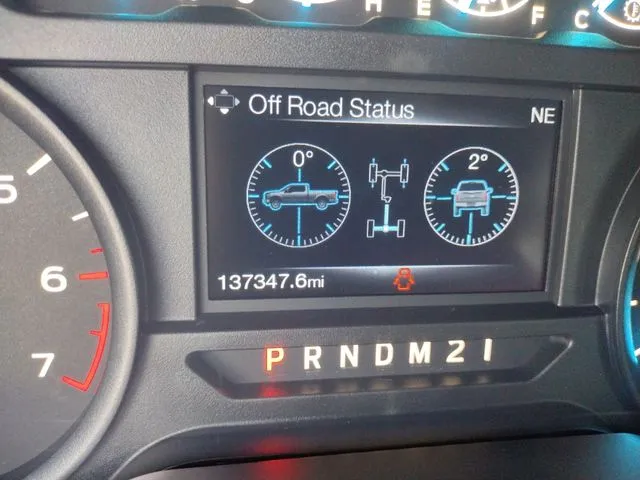 H E F C
Off Road Status
NE
0°
2°
5
6
7
137347.6mi
P R N D M 2 1